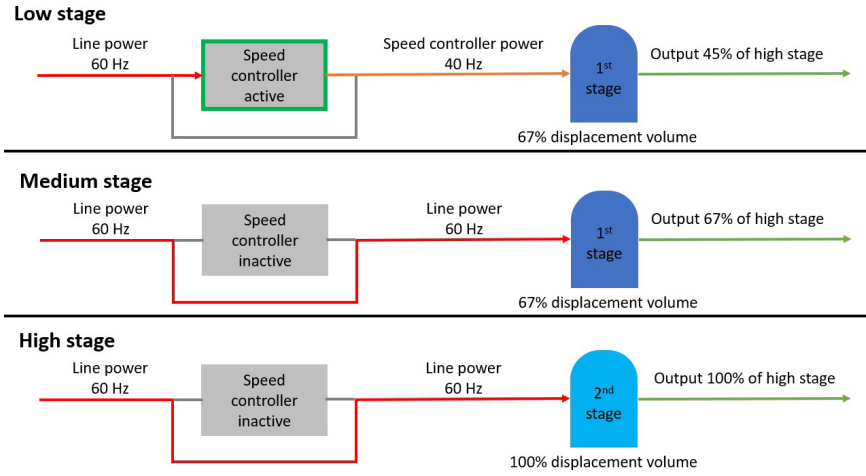 Low stage
Line power
60 Hz
Speed
controller
active
Speed controller power
40 Hz
1st
stage
Output 45% of high stage
67% displacement volume
Medium stage
Line power
60 Hz
Speed
controller
inactive
Line power
60 Hz
1st
stage
Output 67% of high stage
67% displacement volume
High stage
Line power
60 Hz
Speed
controller
inactive
Line power
60 Hz
2nd
stage
Output 100% of high stage
100% displacement volume